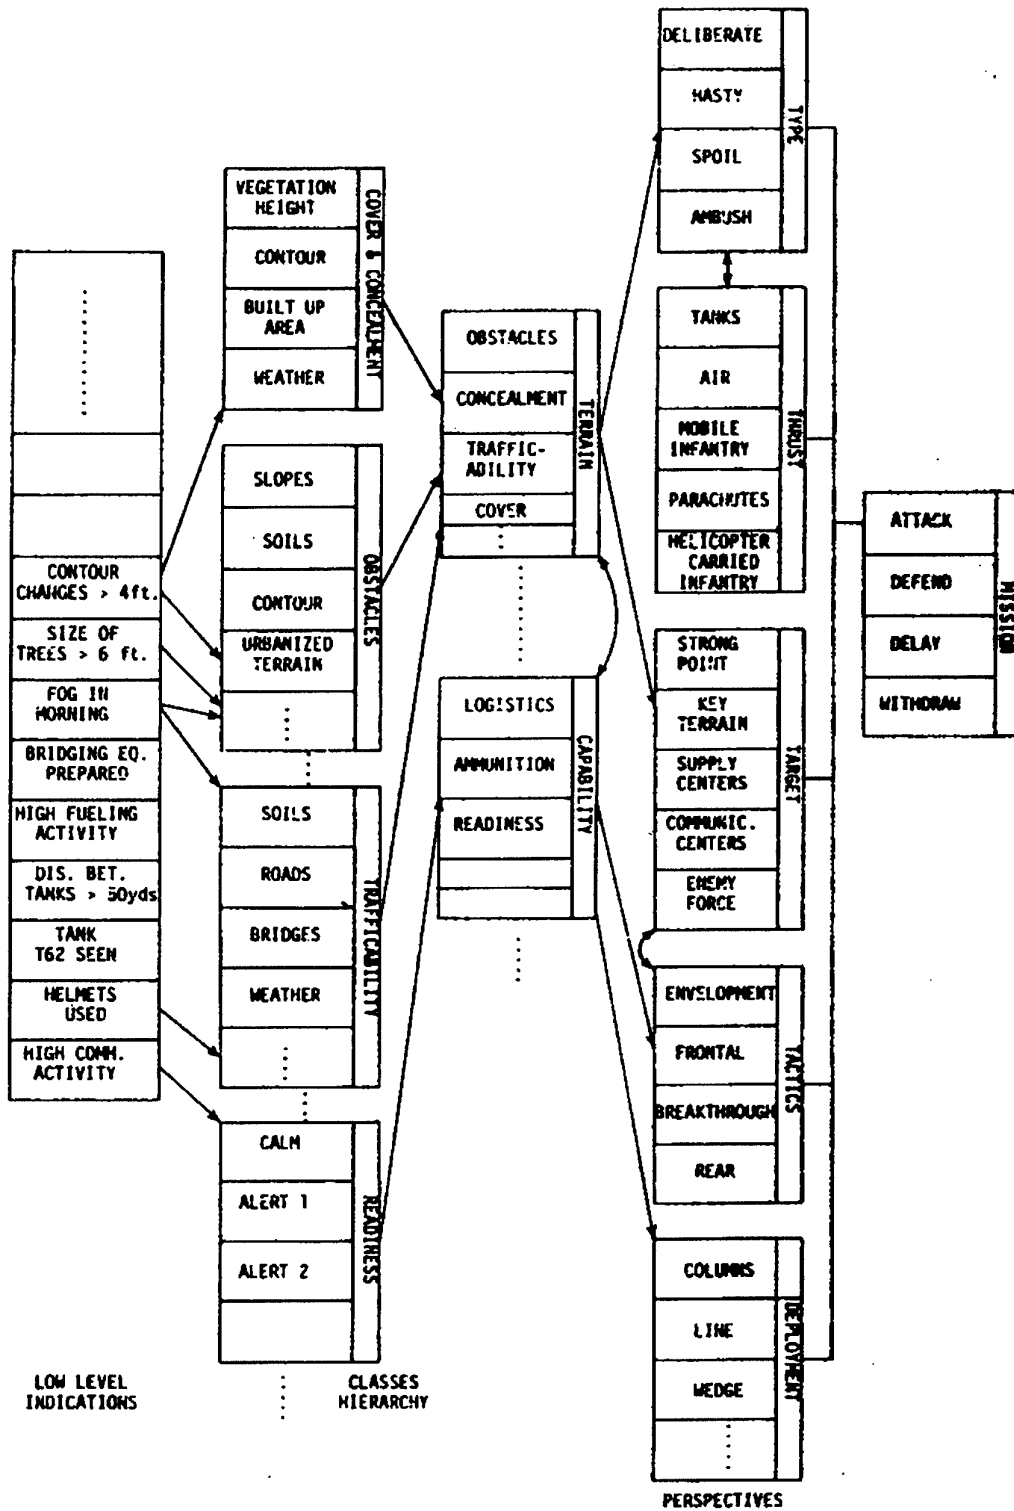 LOW LEVEL
INDICATIONS
CONTOUR
CHANGES > 4ft.
SIZE OF
TREES > 6 ft.
FOG IN
MORNING
BRIDGING EQ.
PREPARED
HIGH FUELING
ACTIVITY
DIS. BET.
TANKS > 50yds
TANK
T62 SEEN
HELMETS
USED
HIGH COMM.
ACTIVITY
CLASSES
HIERARCHY
COVER & CONCEALMENT
VEGETATION
HEIGHT
CONTOUR
BUILT UP
AREA
WEATHER
OBSTACLES
SLOPES
SOILS
CONTOUR
URBANIZED
TERRAIN
TRAFFICABILITY
SOILS
ROADS
BRIDGES
WEATHER
READINESS
CALM
ALERT 1
ALERT 2
TERRAIN
OBSTACLES
CONCEALMENT
TRAFFIC-
ABILITY
COVER
CAPABILITY
LOGISTICS
AMMUNITION
READINESS
PERSPECTIVES
TYPE
DELIBERATE
HASTY
SPOIL
AMBUSH
THRUST
TANKS
AIR
MOBILE
INFANTRY
PARACHUTES
HELICOPTER
CARRIED
INFANTRY
TARGET
STRONG
POINT
KEY
TERRAIN
SUPPLY
CENTERS
COMMUNIC.
CENTERS
ENEMY
FORCE
TACTICS
ENVELOPMENT
FRONTAL
BREAKTHROUGH
REAR
DEPLOYMENT
COLUMNS
LINE
WEDGE
MISSION
ATTACK
DEFEND
DELAY
WITHDRAW